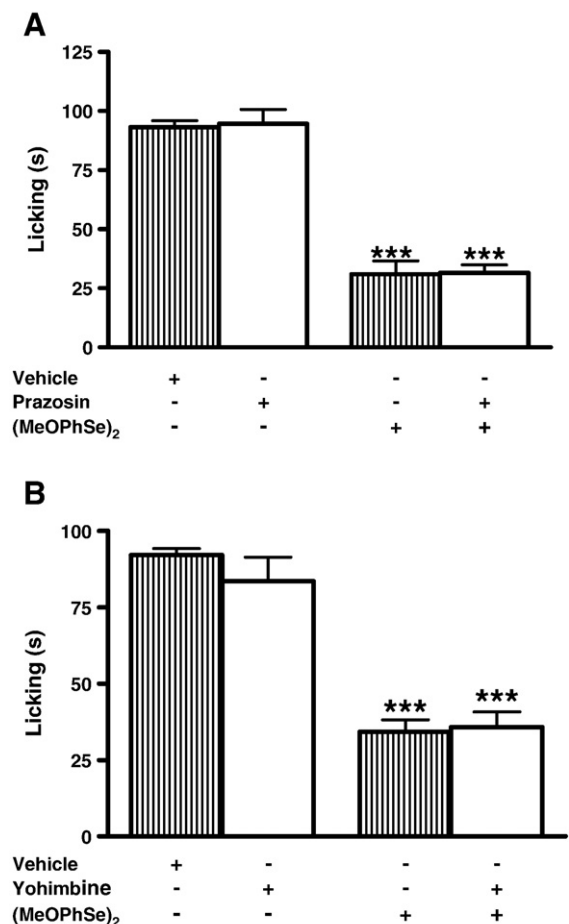 A
125
100
75
50
25
0
Licking (s)
*** ***
Vehicle + - - -
Prazosin - + - +
(MeOPhSe)2 - - + +
B
100
75
50
25
0
Licking (s)
*** ***
Vehicle + - - -
Yohimbine - + - +
(MeOPhSe)2 - - + +